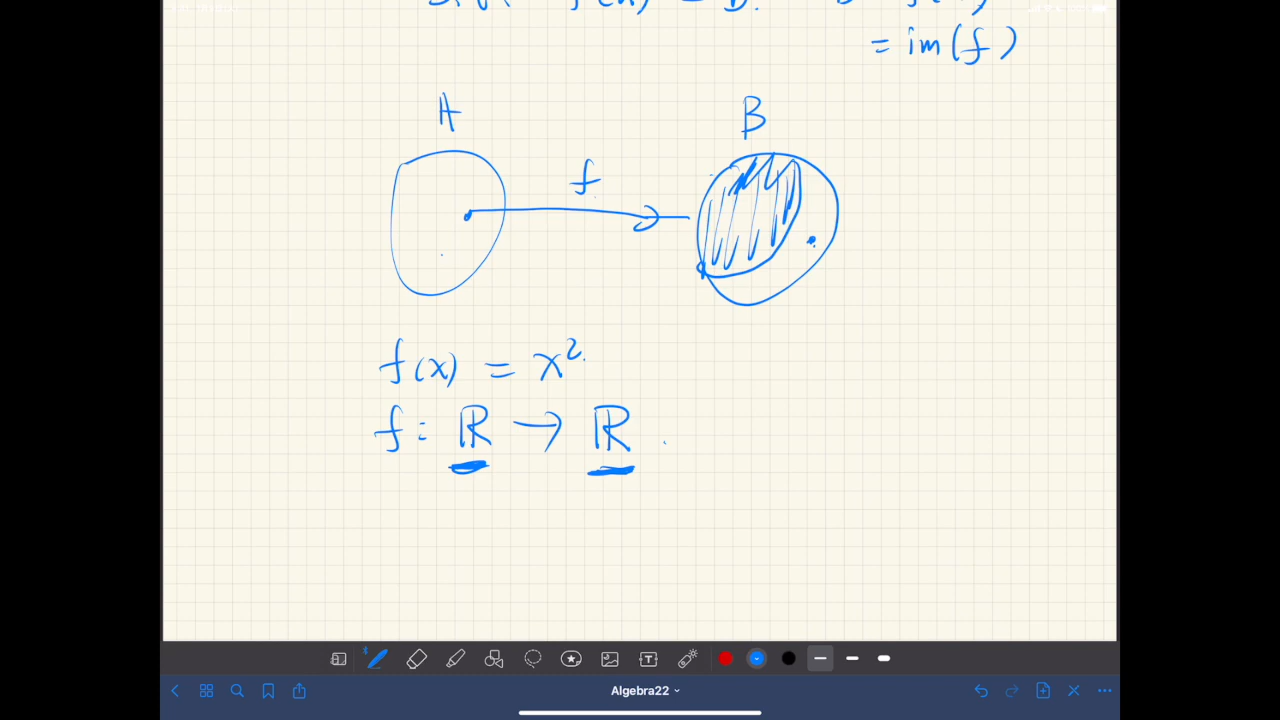 = im(f)
A
B
f
f(x) = x².
f: ℝ → ℝ.
Algebra22